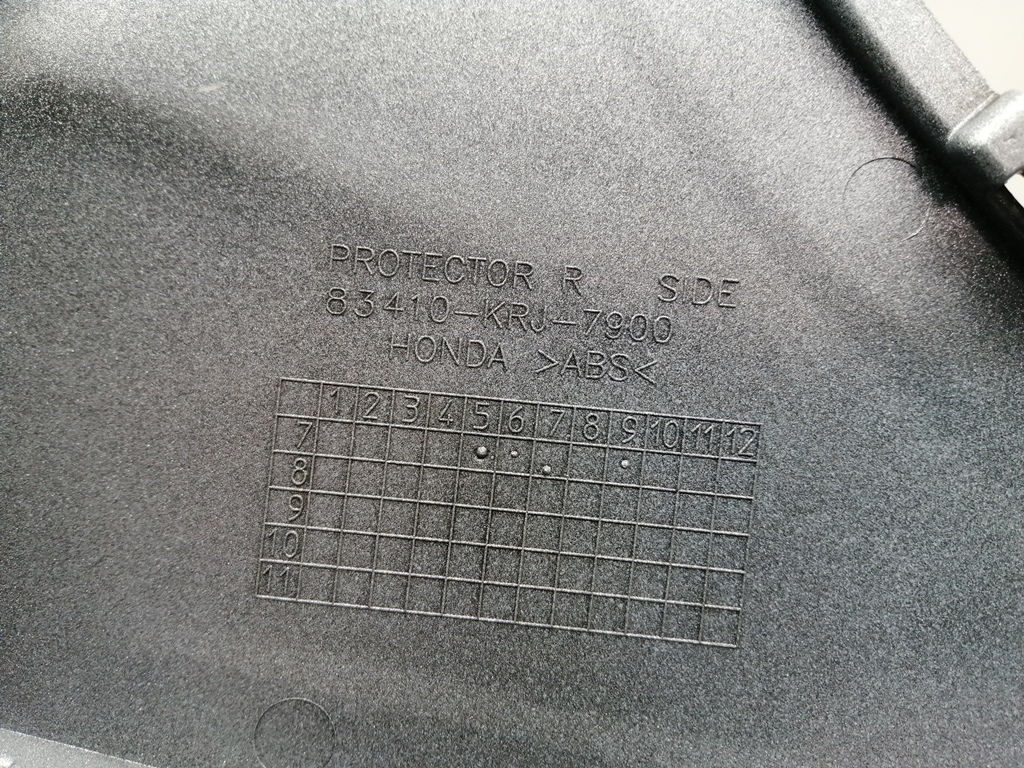 PROTECTOR R SIDE
83410-KRJ-7900
HONDA >ABS<
1 2 3 4 5 6 7 8 9 10 11 12
7
8
9
10
11